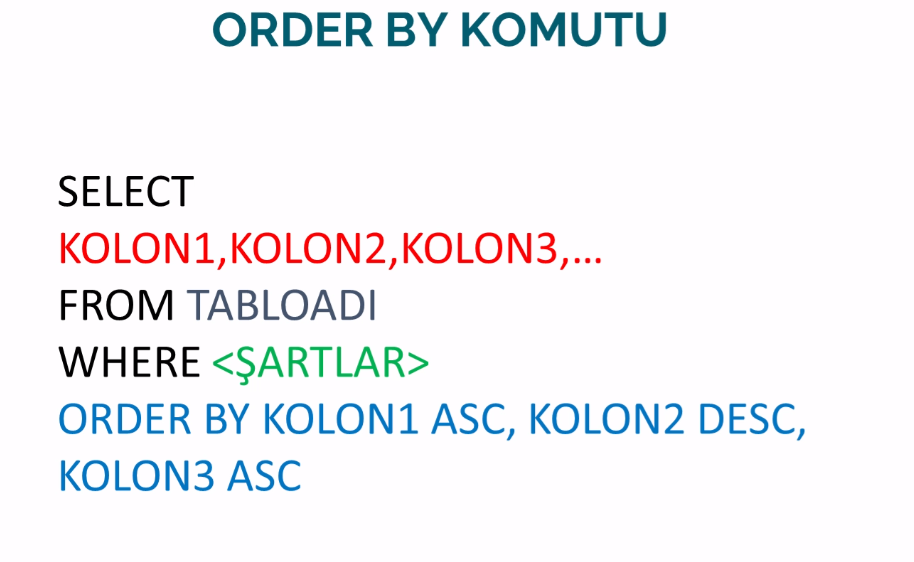 ORDER BY KOMUTU
SELECT
KOLON1,KOLON2,KOLON3,...
FROM TABLOADI
WHERE <ŞARTLAR>
ORDER BY KOLON1 ASC, KOLON2 DESC,
KOLON3 ASC